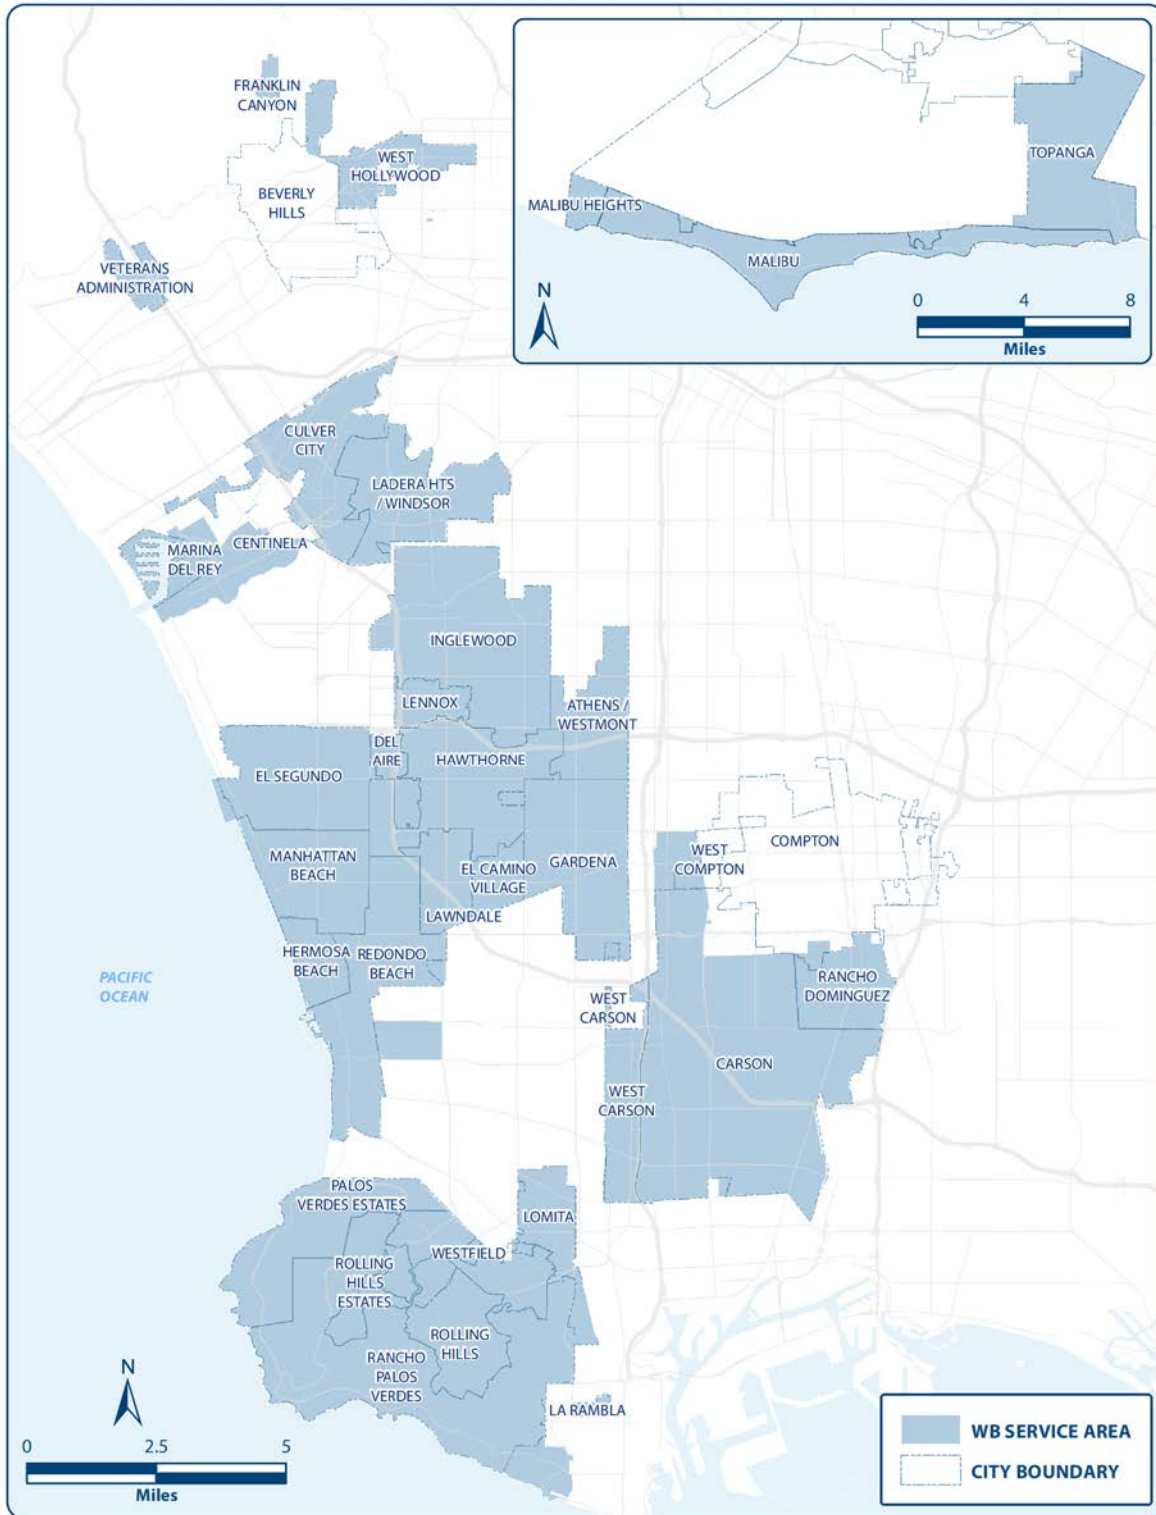 FRANKLIN
CANYON
WEST
HOLLYWOOD
BEVERLY
HILLS
VETERANS
ADMINISTRATION
TOPANGA
MALIBU HEIGHTS
MALIBU
N
0 4 8
Miles
CULVER
CITY
LADERA HTS
/ WINDSOR
CENTINELA
MARINA
DEL REY
INGLEWOOD
LENNOX
ATHENS /
WESTMONT
DEL
AIRE
HAWTHORNE
EL SEGUNDO
MANHATTAN
BEACH
EL CAMINO
VILLAGE
GARDENA
WEST
COMPTON
COMPTON
LAWNDALE
HERMOSA
BEACH
REDONDO
BEACH
PACIFIC
OCEAN
WEST
CARSON
RANCHO
DOMINGUEZ
CARSON
WEST
CARSON
PALOS
VERDES ESTATES
LOMITA
WESTFIELD
ROLLING
HILLS
ESTATES
ROLLING
HILLS
RANCHO
PALOS
VERDES
LA RAMBLA
N
0 2.5 5
Miles
WB SERVICE AREA
CITY BOUNDARY